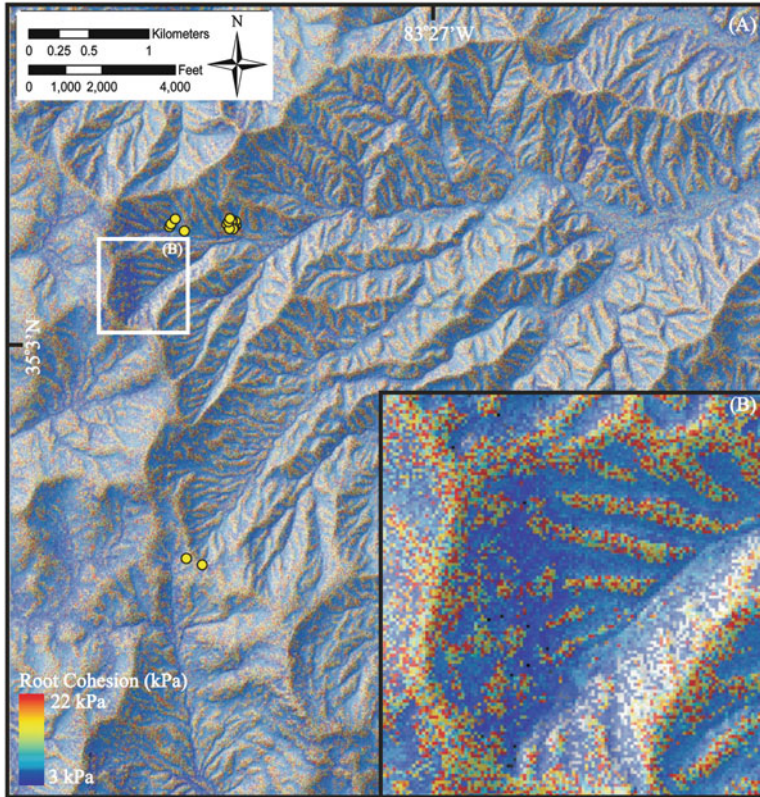 N
(A)
Kilometers
0 0.25 0.5 1
83°27'W
Feet
0 1,000 2,000 4,000
(B)
35°3'N
(B)
Root Cohesion (kPa)
22 kPa
3 kPa